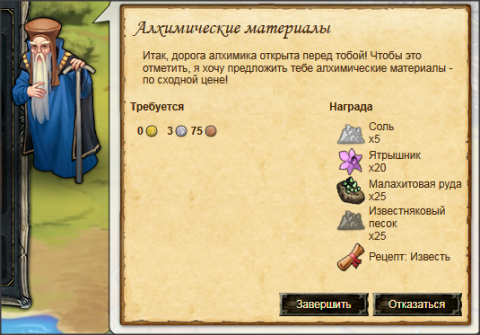 Алхимические материалы
Итак, дорога алхимика открыта перед тобой! Чтобы это
отметить, я хочу предложить тебе алхимические материалы -
по сходной цене!
Требуется
0 3 75
Награда
Соль
x5
Ятрышник
x20
Малахитовая руда
x25
Известняковый
песок
x25
Рецепт: Известь
Завершить
Отказаться